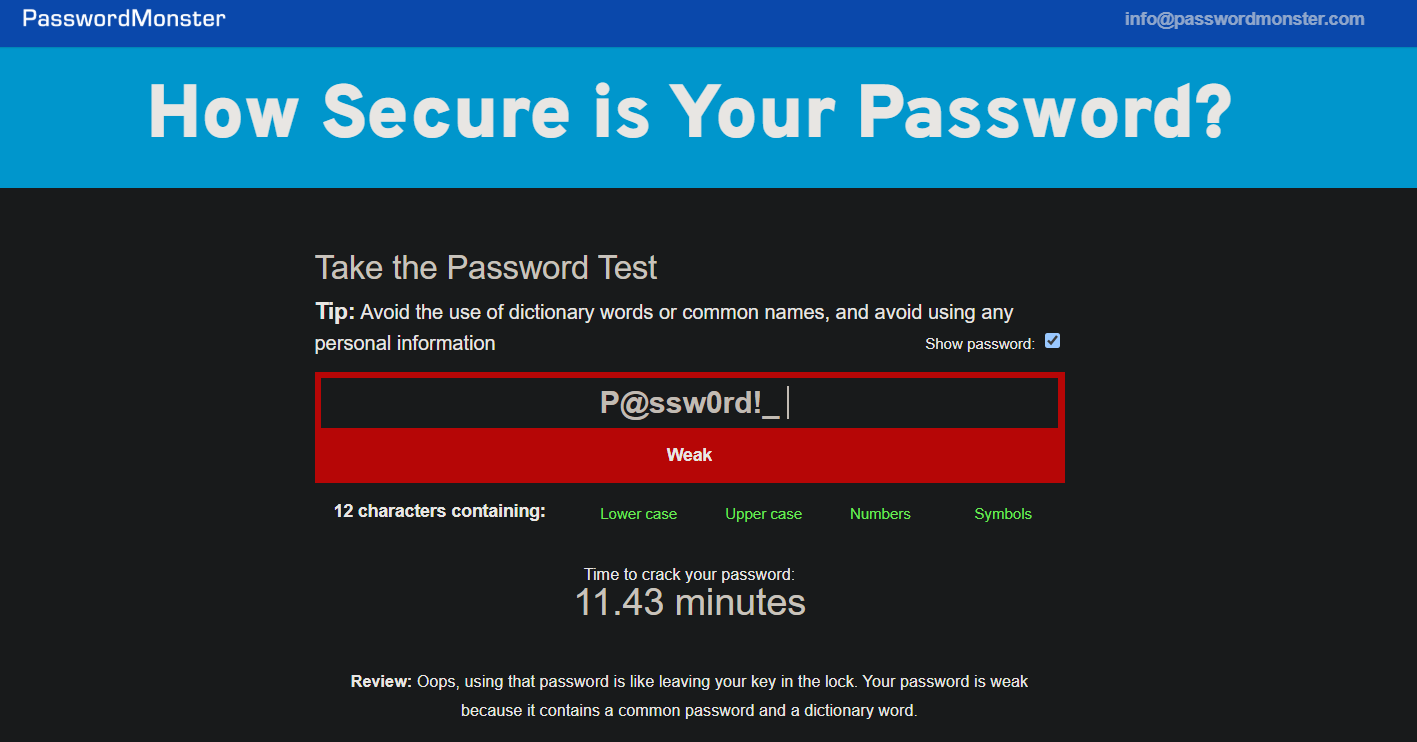 PasswordMonster info@passwordmonster.com
How Secure is Your Password?
Take the Password Test
Tip: Avoid the use of dictionary words or common names, and avoid using any
personal information
Show password:
P@ssw0rd!_
Weak
12 characters containing: Lower case Upper case Numbers Symbols
Time to crack your password:
11.43 minutes
Review: Oops, using that password is like leaving your key in the lock. Your password is weak
because it contains a common password and a dictionary word.